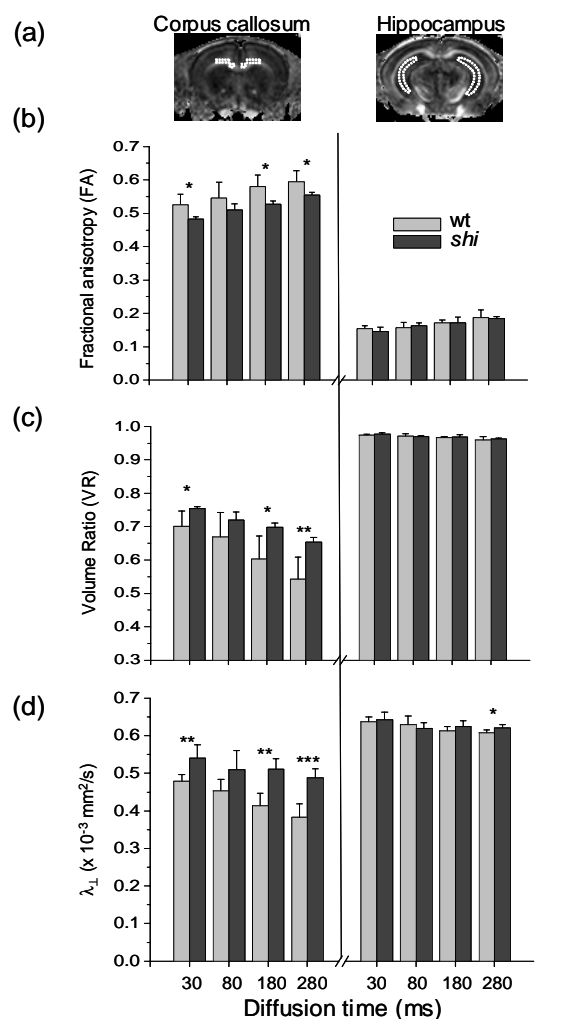 (a)
Corpus callosum
Hippocampus
(b)
Fractional anisotropy (FA)
0.7
0.6
0.5
0.4
0.3
0.2
0.1
0.0
*
*
*
wt
shi
(c)
Volume Ratio (VR)
1.0
0.9
0.8
0.7
0.6
0.5
0.4
0.3
*
*
**
(d)
λ⊥ (x 10⁻³ mm²/s)
0.7
0.6
0.5
0.4
0.3
0.2
0.1
0.0
**
**
***
*
30 80 180 280 30 80 180 280
Diffusion time (ms)